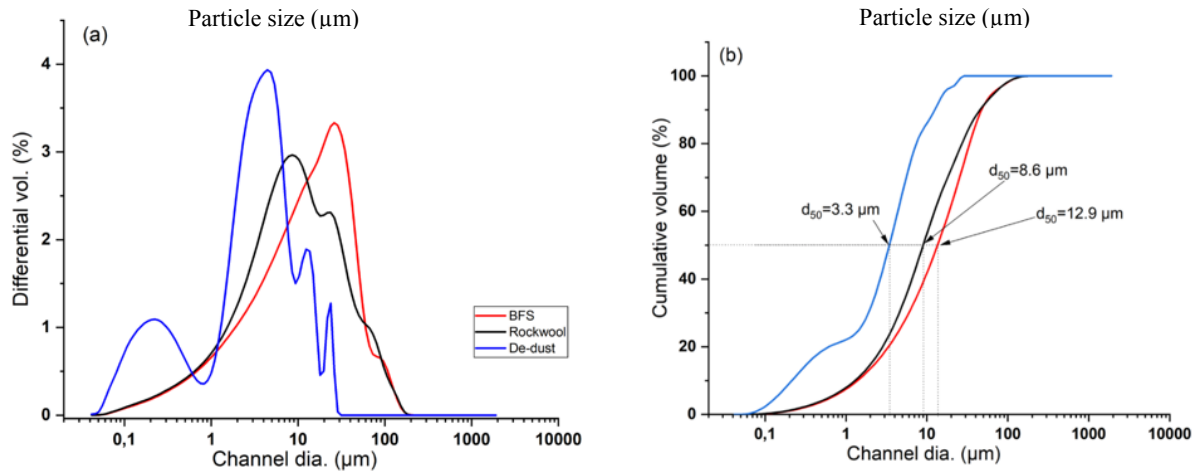 Particle size (µm)
(a)
Differential vol. (%)
4
3
2
1
0
BFS
Rockwool
De-dust
0,1
1
10
100
1000
10000
Channel dia. (µm)
Particle size (µm)
(b)
Cumulative volume (%)
100
80
60
40
20
0
d50=8.6 µm
d50=3.3 µm
d50=12.9 µm
0,1
1
10
100
1000
10000
Channel dia. (µm)